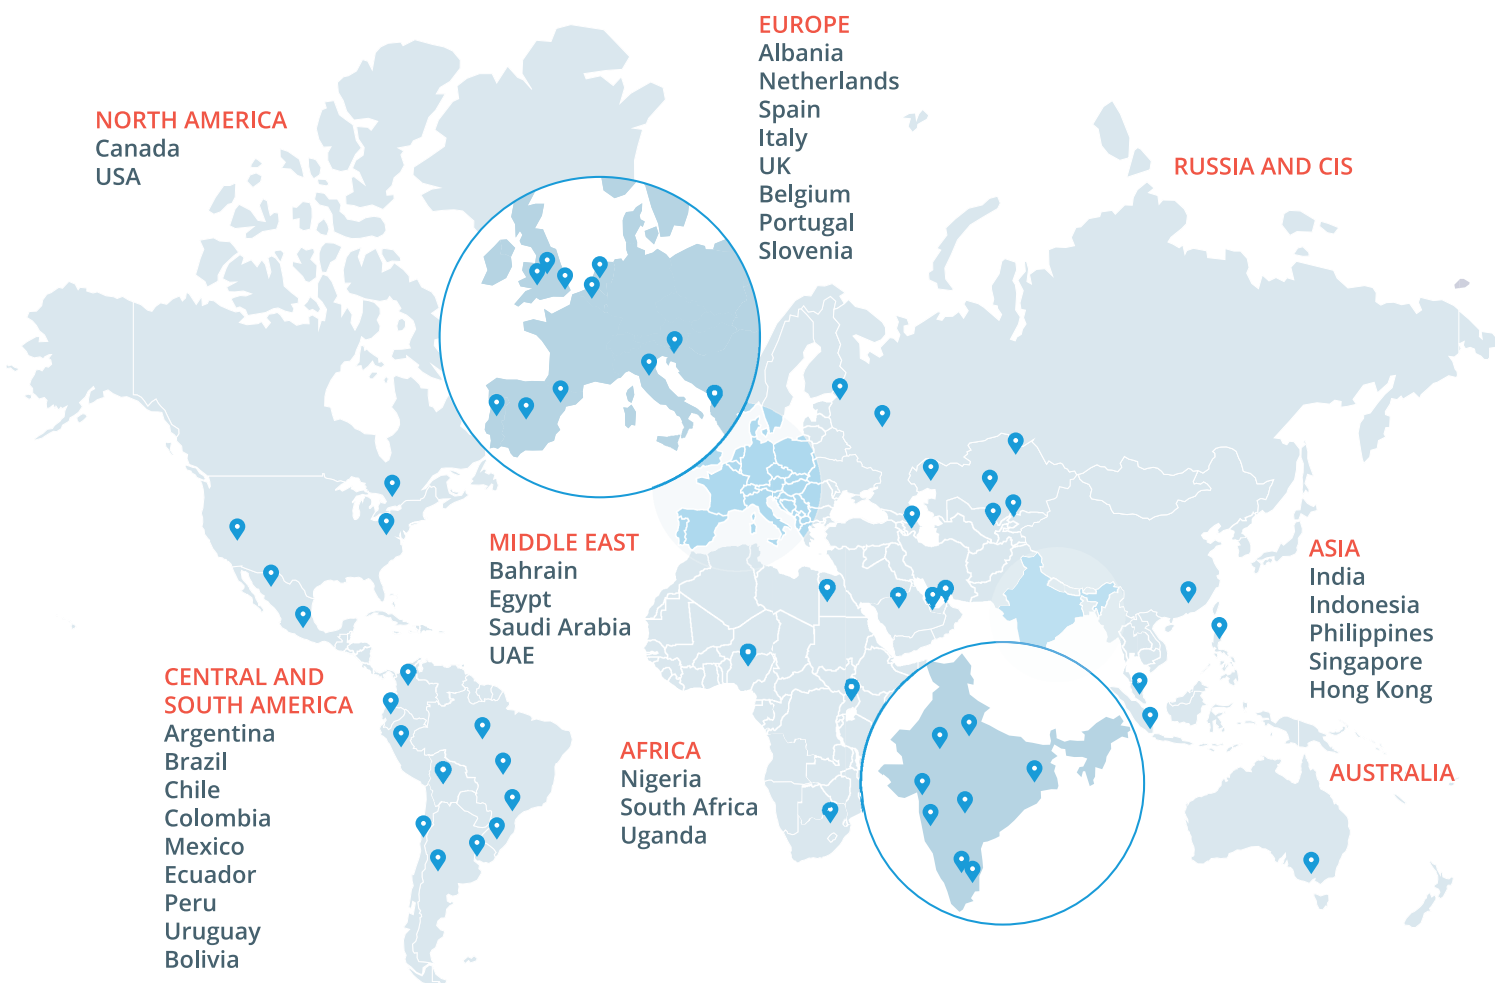 NORTH AMERICA
Canada
USA
EUROPE
Albania
Netherlands
Spain
Italy
UK
Belgium
Portugal
Slovenia
RUSSIA AND CIS
MIDDLE EAST
Bahrain
Egypt
Saudi Arabia
UAE
ASIA
India
Indonesia
Philippines
Singapore
Hong Kong
CENTRAL AND
SOUTH AMERICA
Argentina
Brazil
Chile
Colombia
Mexico
Ecuador
Peru
Uruguay
Bolivia
AFRICA
Nigeria
South Africa
Uganda
AUSTRALIA